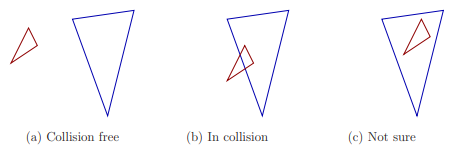 (a) Collision free
(b) In collision
(c) Not sure